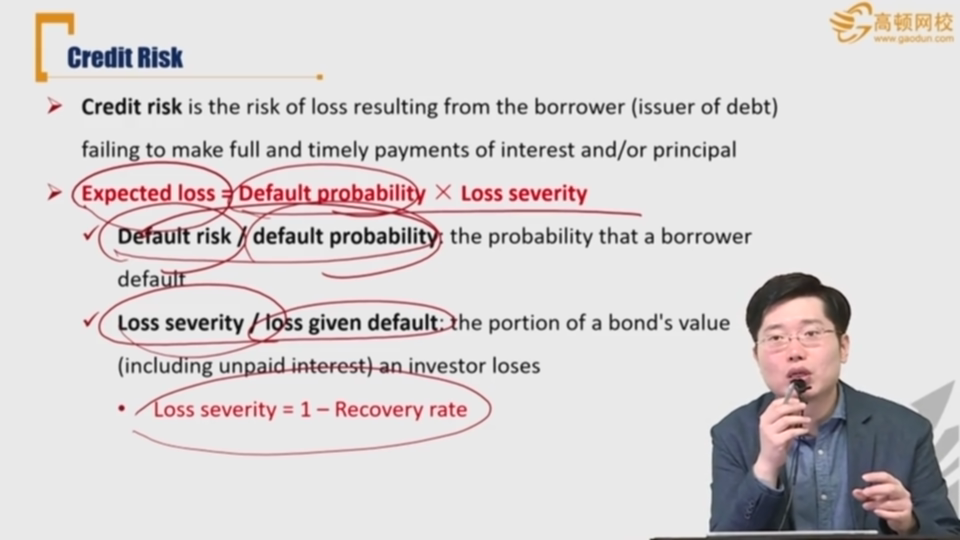 高顿网校
www.gaodun.com
Credit Risk
Credit risk is the risk of loss resulting from the borrower (issuer of debt)
failing to make full and timely payments of interest and/or principal
Expected loss = Default probability × Loss severity
Default risk / default probability: the probability that a borrower
default
Loss severity / loss given default: the portion of a bond's value
(including unpaid interest) an investor loses
Loss severity = 1 – Recovery rate